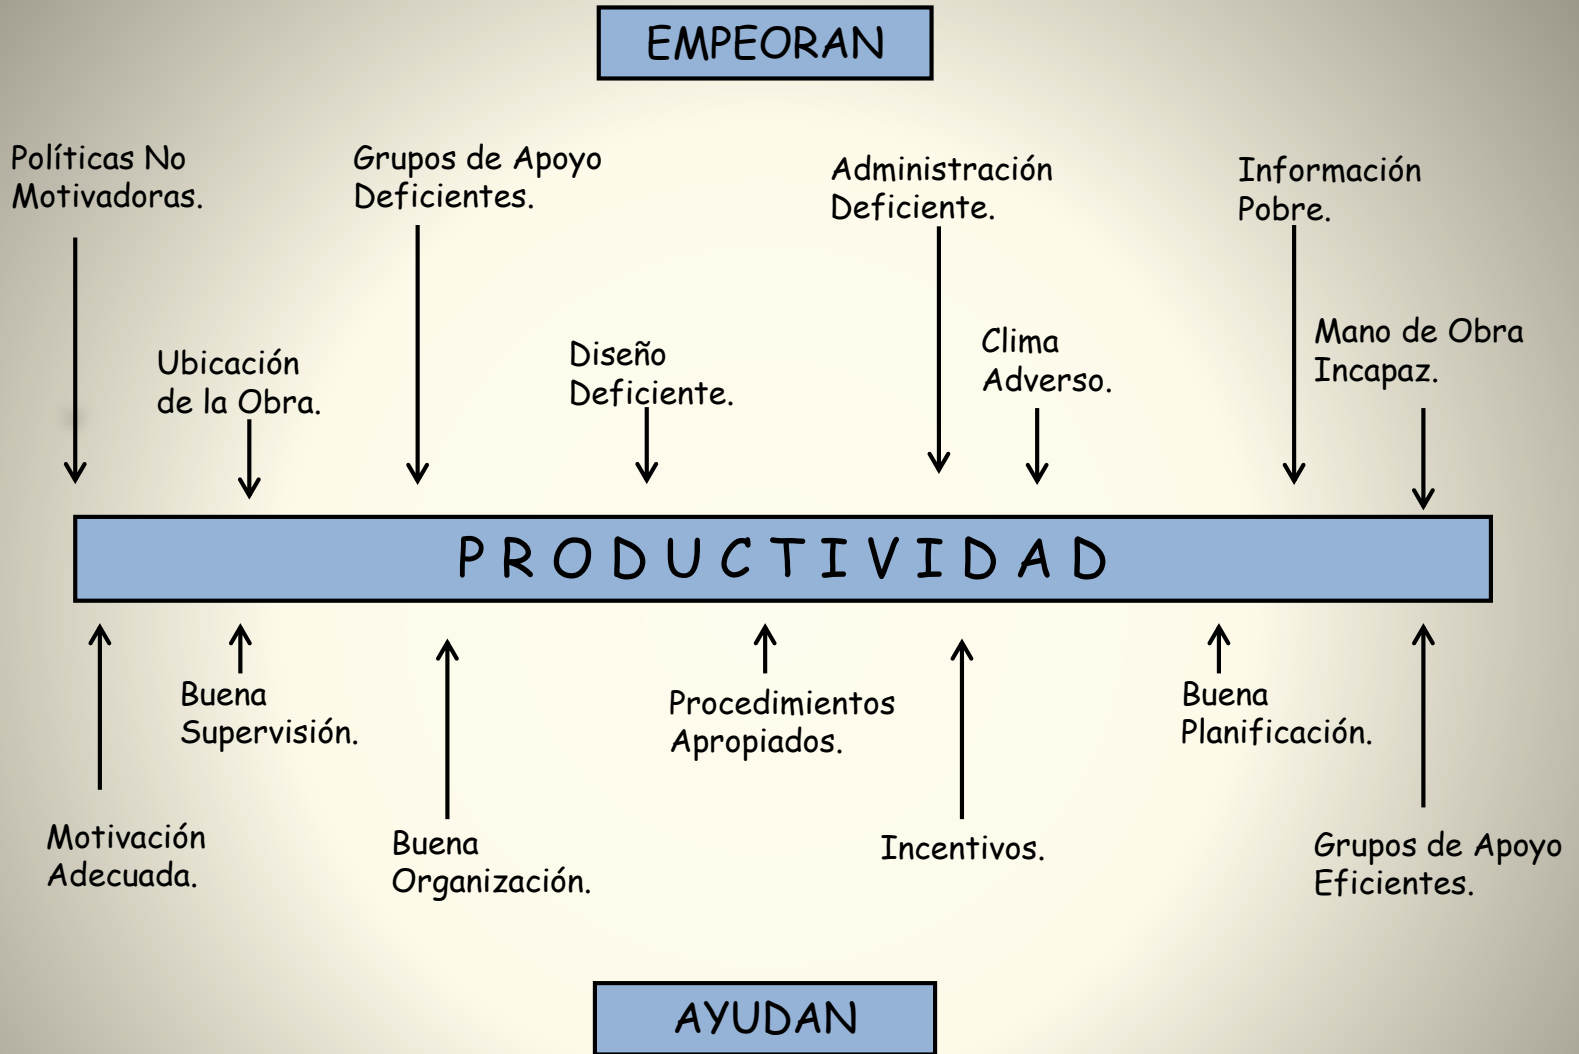 EMPEORAN
Políticas No
Motivadoras.
Grupos de Apoyo
Deficientes.
Administración
Deficiente.
Información
Pobre.
Ubicación
de la Obra.
Diseño
Deficiente.
Clima
Adverso.
Mano de Obra
Incapaz.
PRODUCTIVIDAD
Buena
Supervisión.
Procedimientos
Apropiados.
Buena
Planificación.
Motivación
Adecuada.
Buena
Organización.
Incentivos.
Grupos de Apoyo
Eficientes.
AYUDAN